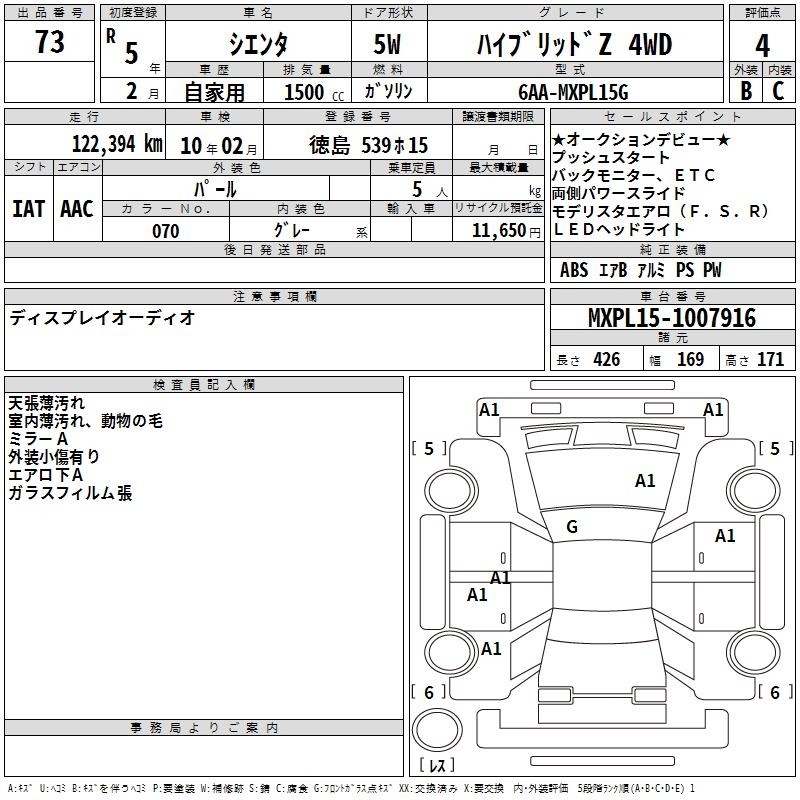 出品番号
73
初度登録
R 5 年
2 月
車名
シエンタ
ドア形状
5W
グレード
ハイブリッドZ 4WD
評価点
4
車歴
自家用
排気量
1500 CC
燃料
ガソリン
型式
6AA-MXPL15G
外装 内装
B C
走行
122,394 km
車検
10年02月
登録番号
徳島 539ホ15
譲渡書類期限
月 日
シフト
IAT
エアコン
AAC
外装色
パール
乗車定員
5 人
最大積載量
kg
カラーNo.
070
内装色
グレー 系
輸入車
リサイクル預託金
11,650円
後日発送部品
セールスポイント
★オークションデビュー★
プッシュスタート
バックモニター、ETC
両側パワースライド
モデリスタエアロ(F.S.R)
LEDヘッドライト
純正装備
ABS エアB アルミ PS PW
注意事項欄
ディスプレイオーディオ
車台番号
MXPL15-1007916
諸元
長さ 426 幅 169 高さ 171
検査員記入欄
天張薄汚れ
室内薄汚れ、動物の毛
ミラーA
外装小傷有り
エアロ下A
ガラスフィルム張
事務局よりご案内
A1 A1
[ 5 ] [ 5 ]
A1
G
A1
A1
A1
A1
[ 6 ] [ 6 ]
[ レス ]
A:キズ U:ヘコミ B:キズを伴うヘコミ P:要塗装 W:補修跡 S:錆 C:腐食 G:フロントガラス点キズ XX:交換済み X:要交換 内・外装評価 5段階ランク順(A・B・C・D・E) 1